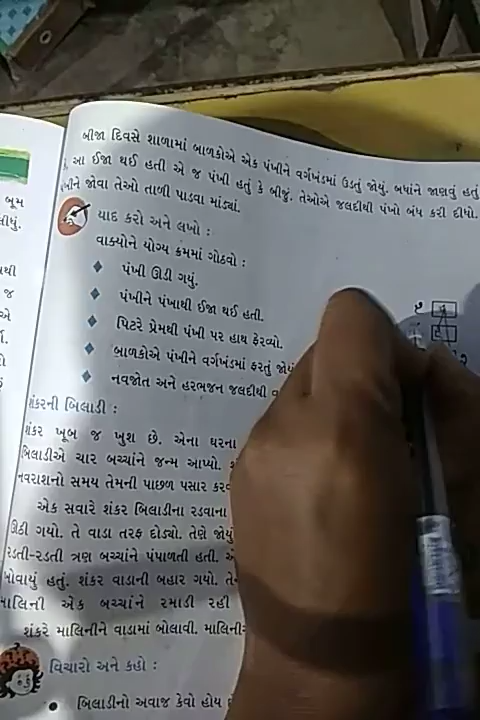 બીજા દિવસે શાળામાં બાળકોએ એક પંખીને વર્ગખંડમાં ઉડતું જોયું. બધાંને જાણવું હતું
આ ઈજા થઈ હતી એ જ પંખી હતું કે બીજું. તેઓએ જલદીથી પંખો બંધ કરી દીધો.
જોવા તેઓ તાળી પાડવા માંડ્યાં.
યાદ કરો અને લખો :
વાક્યોને યોગ્ય ક્રમમાં ગોઠવો :
પંખી ઊડી ગયું.
પંખીને પંખાથી ઈજા થઈ હતી.
પિટરે પ્રેમથી પંખી પર હાથ ફેરવ્યો.
બાળકોએ પંખીને વર્ગખંડમાં ફરતું
નવજોત અને હરભજન જલદીથી
શંકરની બિલાડી :
શંકર ખૂબ જ ખુશ છે. એના ઘરના
બિલાડીએ ચાર બચ્ચાંને જન્મ આપ્યો.
નવરાશનો સમય તેમની પાછળ પસાર
એક સવારે શંકર બિલાડીના રડવાના
ઊઠી ગયો. તે વાડા તરફ દોડ્યો. તેણે જોયું
રડતી-રડતી ત્રણ બચ્ચાંને પંપાળતી હતી.
ખોવાયું હતું. શંકર વાડાની બહાર ગયો.
માલિની એક બચ્ચાંને રમાડી રહી
શંકરે માલિનીને વાડામાં બોલાવી.
વિચારો અને કહો :
બિલાડીનો અવાજ કેવો હોય
બૂમ